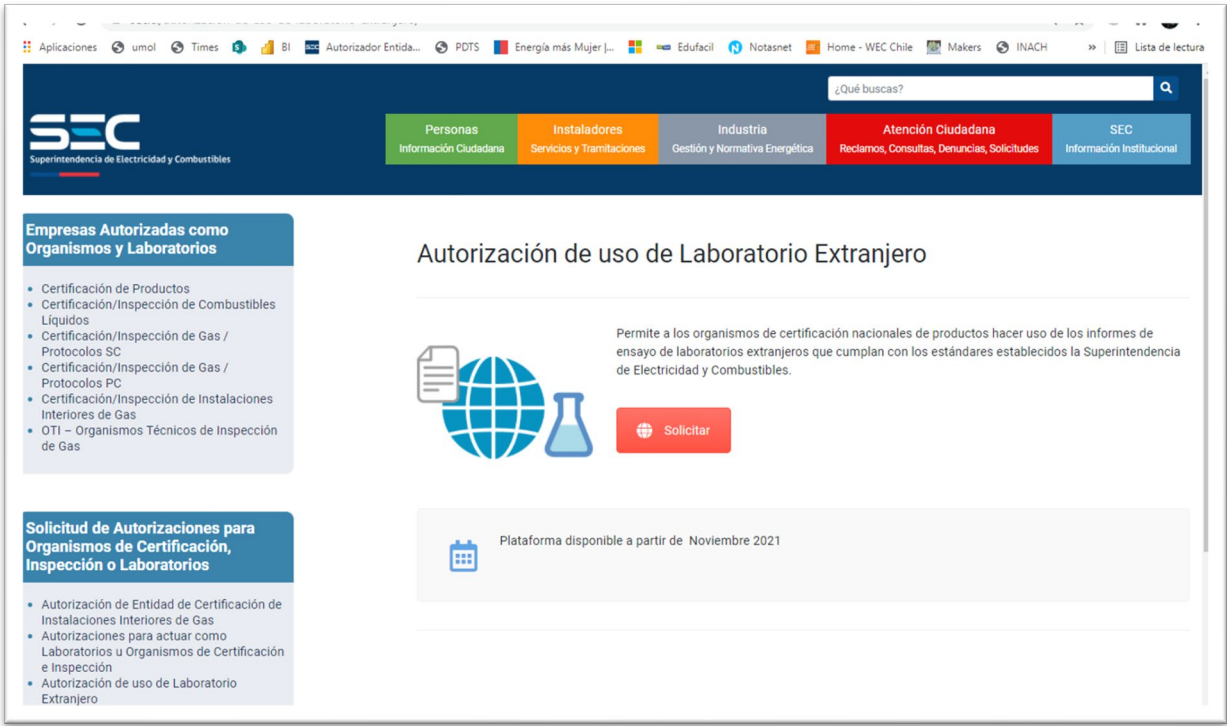 Aplicaciones umol Times BI Autorizador Entida... PDTS Energía más Mujer |... Edufacil Notasnet Home - WEC Chile Makers INACH » Lista de lectura
¿Qué buscas?
SEC
Superintendencia de Electricidad y Combustibles
Personas
Información Ciudadana
Instaladores
Servicios y Tramitaciones
Industria
Gestión y Normativa Energética
Atención Ciudadana
Reclamos, Consultas, Denuncias, Solicitudes
SEC
Información Institucional
Empresas Autorizadas como
Organismos y Laboratorios
• Certificación de Productos
• Certificación/Inspección de Combustibles
Líquidos
• Certificación/Inspección de Gas /
Protocolos SC
• Certificación/Inspección de Gas /
Protocolos PC
• Certificación/Inspección de Instalaciones
Interiores de Gas
• OTI – Organismos Técnicos de Inspección
de Gas
Solicitud de Autorizaciones para
Organismos de Certificación,
Inspección o Laboratorios
• Autorización de Entidad de Certificación de
Instalaciones Interiores de Gas
• Autorizaciones para actuar como
Laboratorios u Organismos de Certificación
e Inspección
• Autorización de uso de Laboratorio
Extranjero
Autorización de uso de Laboratorio Extranjero
Permite a los organismos de certificación nacionales de productos hacer uso de los informes de
ensayo de laboratorios extranjeros que cumplan con los estándares establecidos la Superintendencia
de Electricidad y Combustibles.
Solicitar
Plataforma disponible a partir de Noviembre 2021